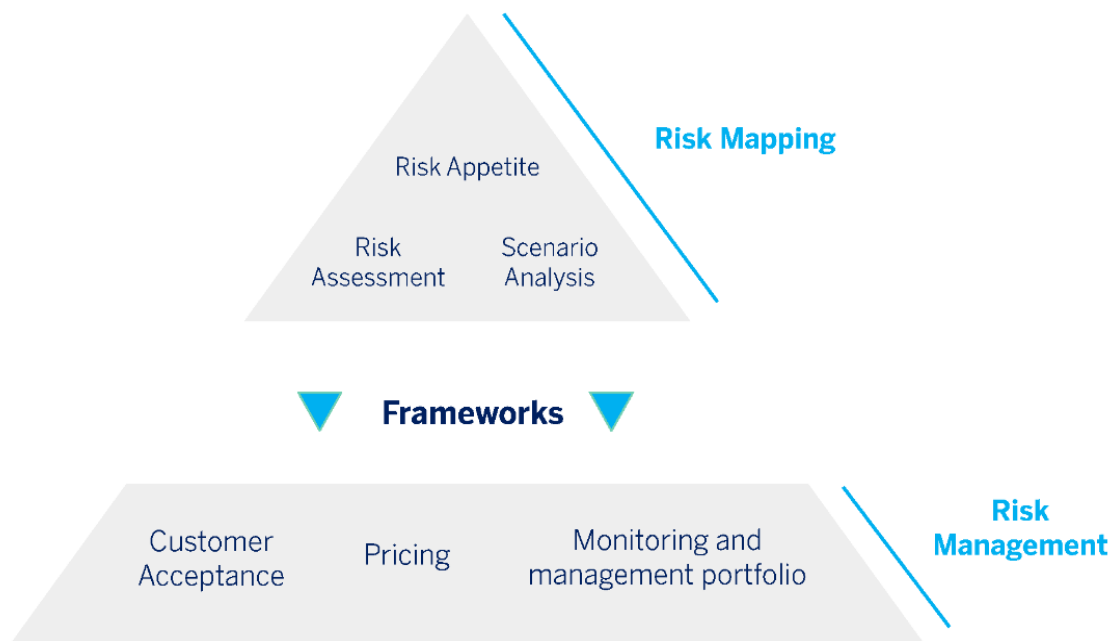 Risk Mapping
Risk Appetite
Risk
Assessment
Scenario
Analysis
Frameworks
Customer
Acceptance
Pricing
Monitoring and
management portfolio
Risk
Management